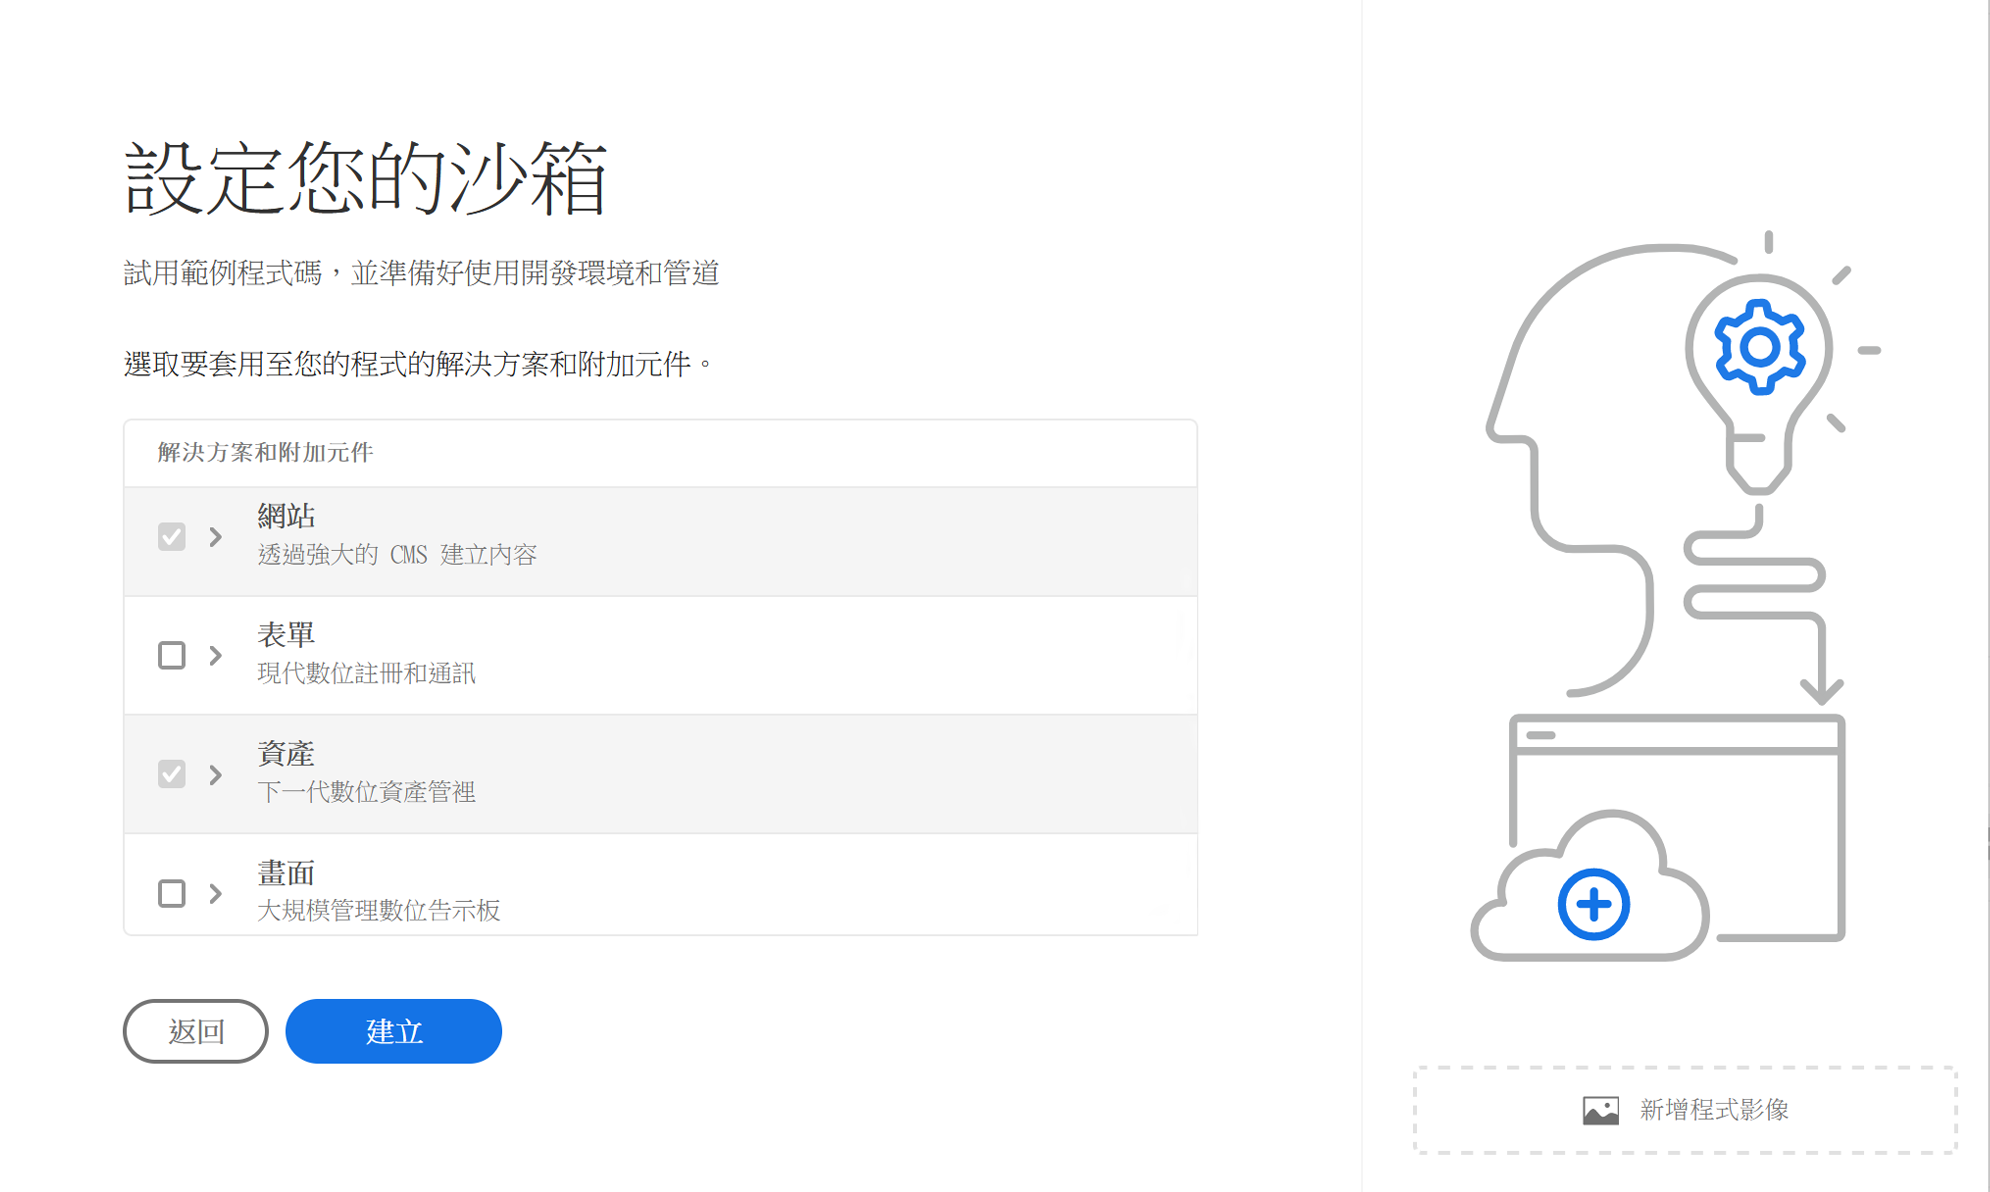 設定您的沙箱
試用範例程式碼，並準備好使用開發環境和管道
選取要套用至您的程式的解決方案和附加元件。
解決方案和附加元件
網站
透過強大的 CMS 建立內容
表單
現代數位註冊和通訊
資產
下一代數位資產管裡
畫面
大規模管理數位告示板
返回
建立
新增程式影像